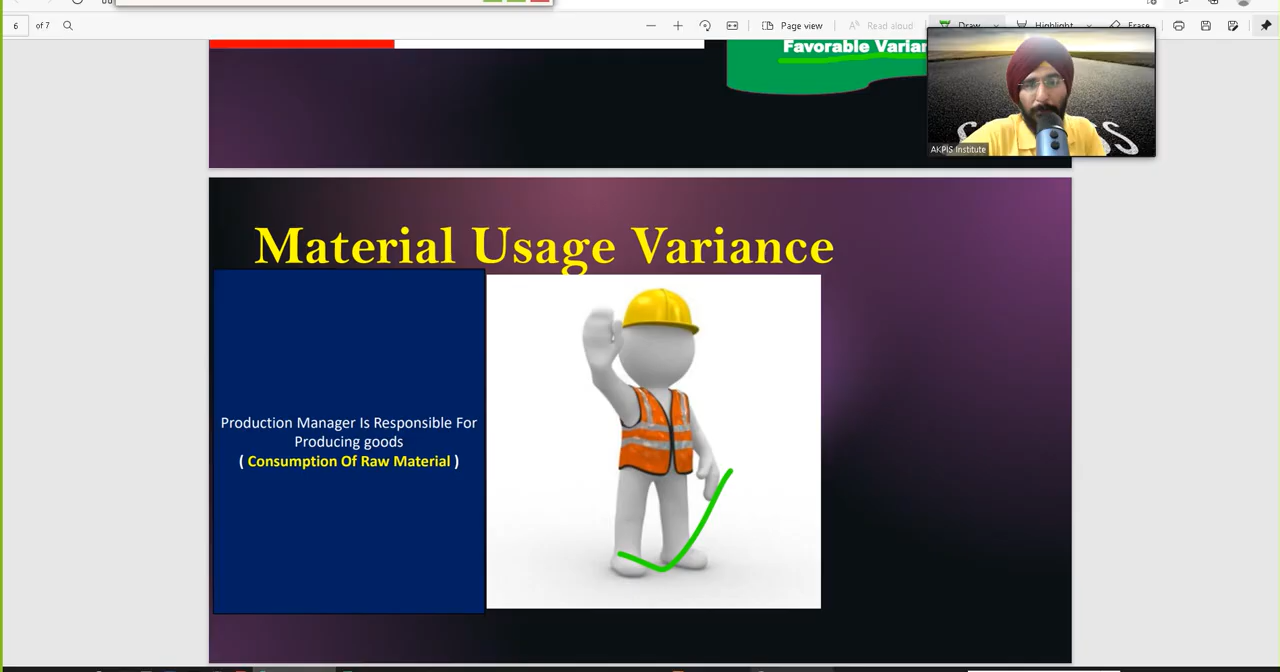 6 of 7
Page view
Read aloud
Draw
Highlight
Erase
Favorable Varian
AKPIS Institute
Material Usage Variance
Production Manager Is Responsible For
Producing goods
( Consumption Of Raw Material )